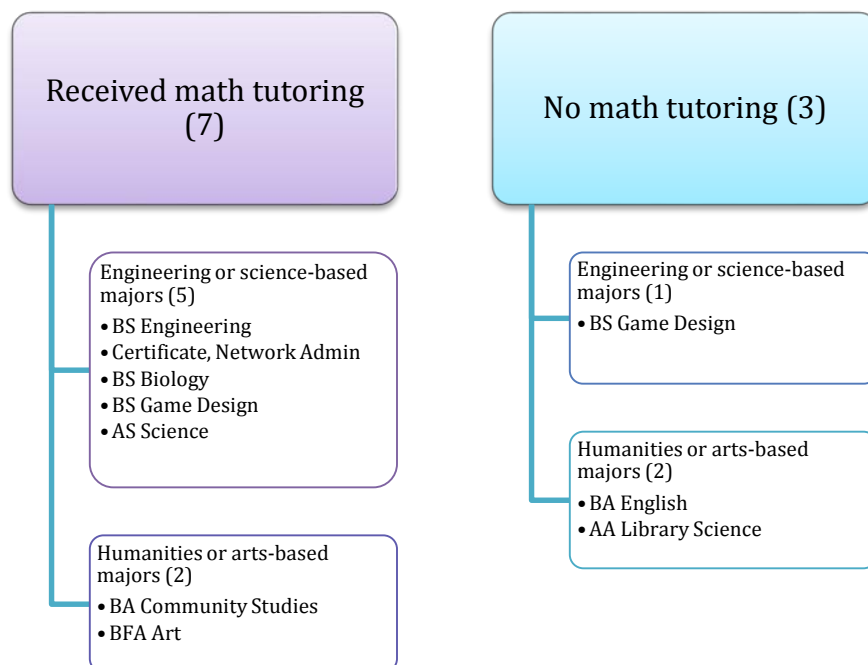 Received math tutoring
(7)
Engineering or science-based
majors (5)
• BS Engineering
• Certificate, Network Admin
• BS Biology
• BS Game Design
• AS Science
Humanities or arts-based
majors (2)
• BA Community Studies
• BFA Art
No math tutoring (3)
Engineering or science-based
majors (1)
• BS Game Design
Humanities or arts-based
majors (2)
• BA English
• AA Library Science